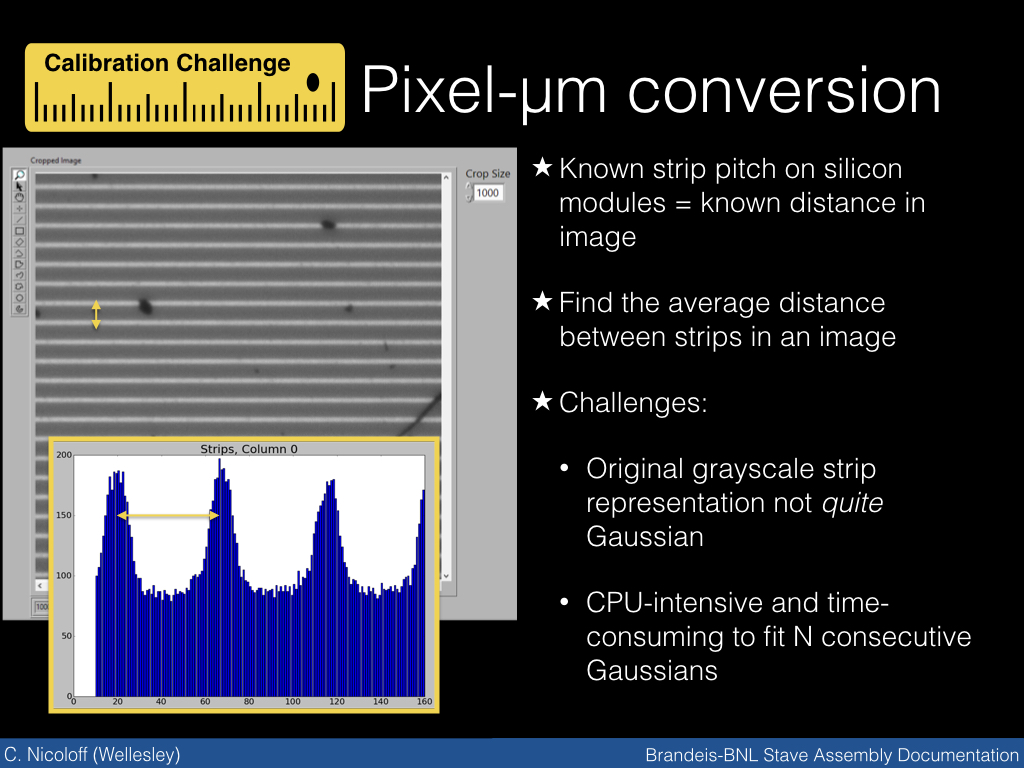 Calibration Challenge
Pixel-µm conversion
Cropped Image
Crop Size
1000
★ Known strip pitch on silicon
modules = known distance in
image
★ Find the average distance
between strips in an image
★ Challenges:
• Original grayscale strip
representation not quite
Gaussian
• CPU-intensive and time-
consuming to fit N consecutive
Gaussians
Strips, Column 0
200
150
100
50
0
0 20 40 60 80 100 120 140 160
C. Nicoloff (Wellesley)
Brandeis-BNL Stave Assembly Documentation